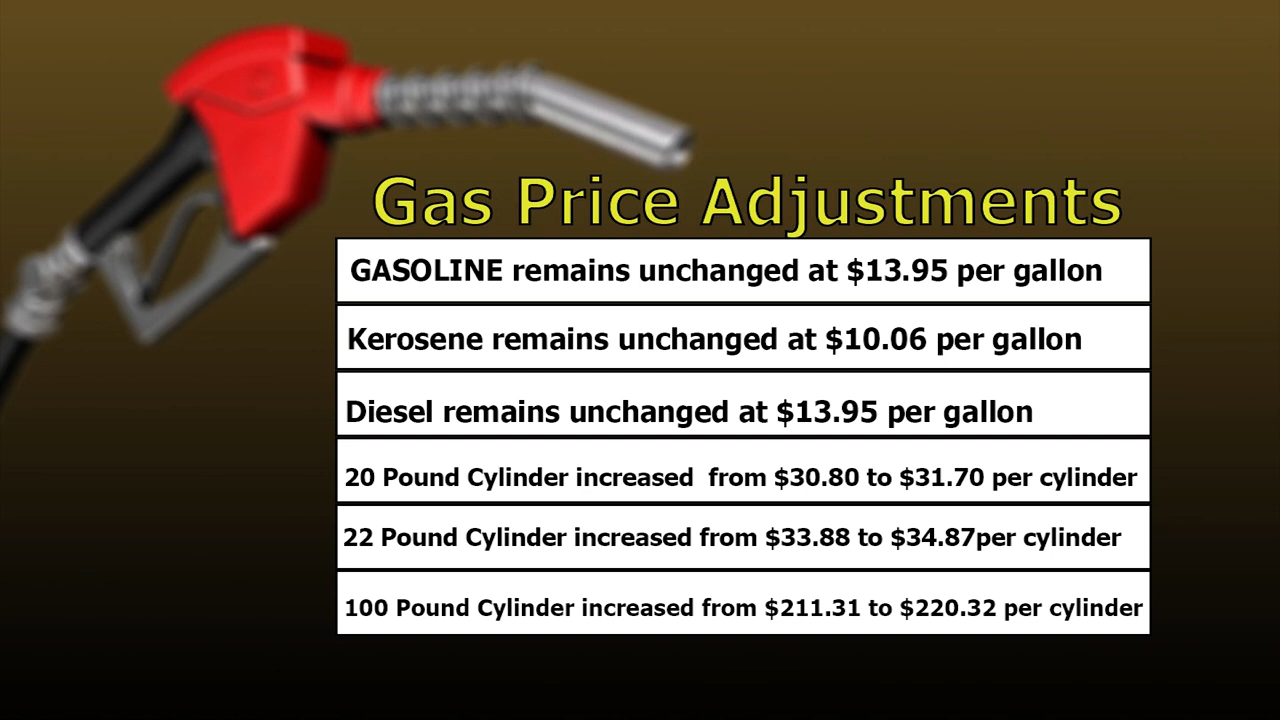 Gas Price Adjustments
GASOLINE remains unchanged at $13.95 per gallon
Kerosene remains unchanged at $10.06 per gallon
Diesel remains unchanged at $13.95 per gallon
20 Pound Cylinder increased  from $30.80 to $31.70 per cylinder
22 Pound Cylinder increased from $33.88 to $34.87per cylinder
100 Pound Cylinder increased from $211.31 to $220.32 per cylinder